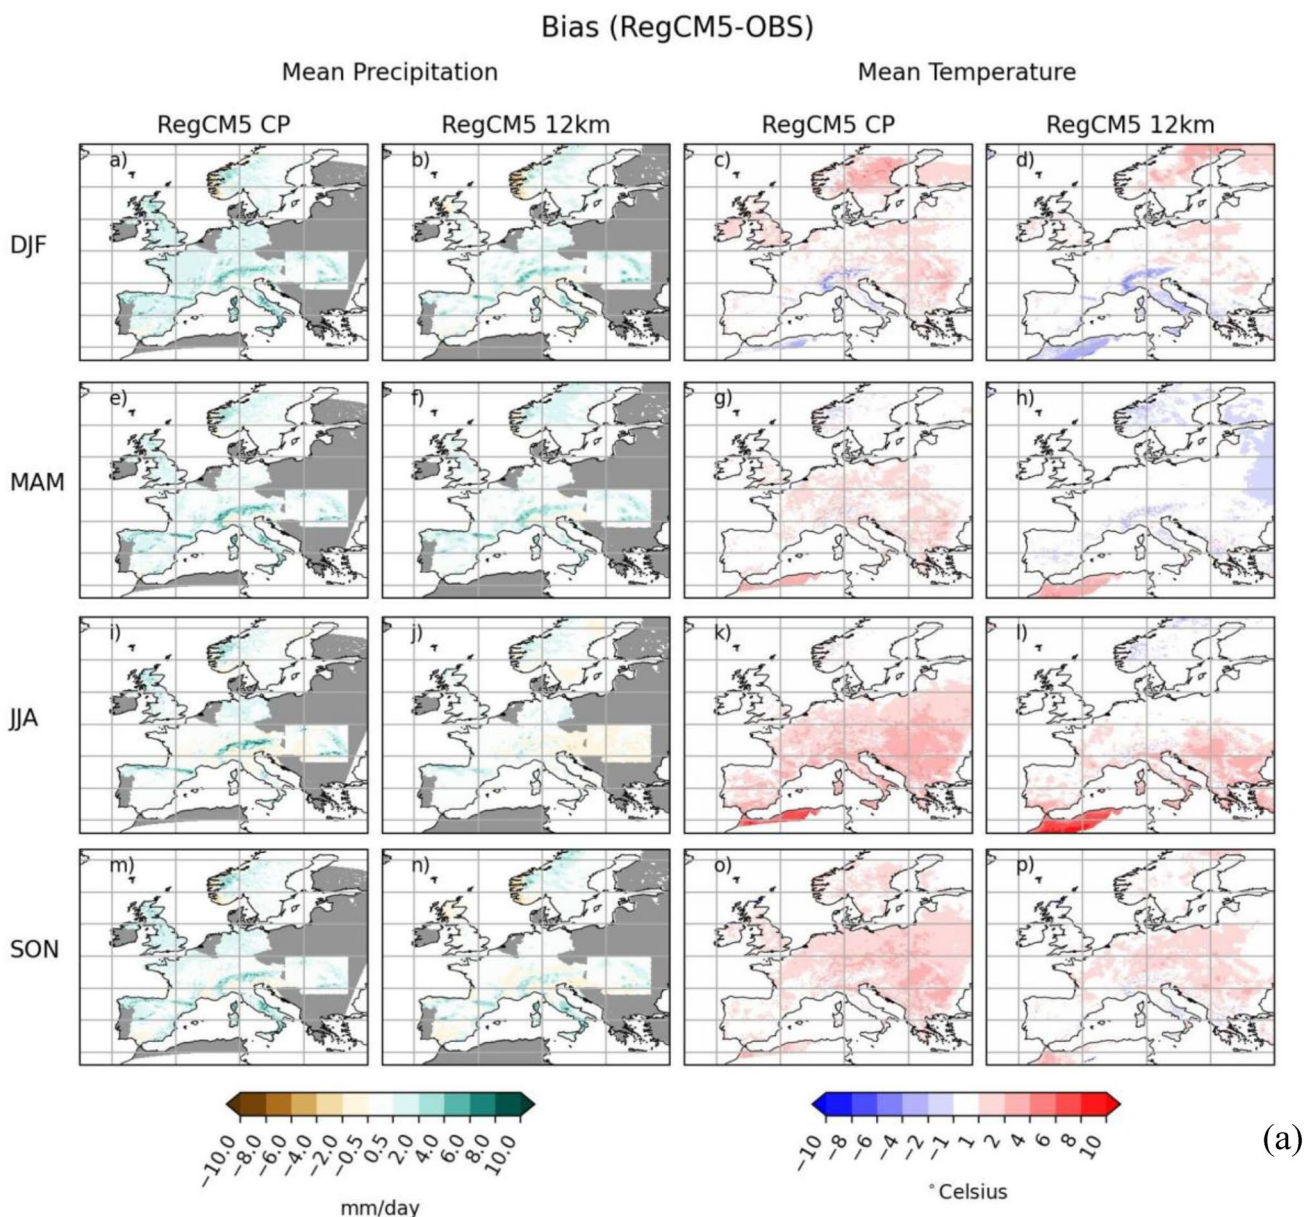 Bias (RegCM5-OBS)
Mean Precipitation Mean Temperature
RegCM5 CP RegCM5 12km RegCM5 CP RegCM5 12km
DJF a) b) c) d)
MAM e) f) g) h)
JJA i) j) k) l)
SON m) n) o) p)
−10.0 −8.0 −6.0 −4.0 −2.0 −0.5 0.5 2.0 4.0 6.0 8.0 10.0
mm/day
−10 −8 −6 −4 −2 −1 1 2 4 6 8 10
°Celsius
(a)